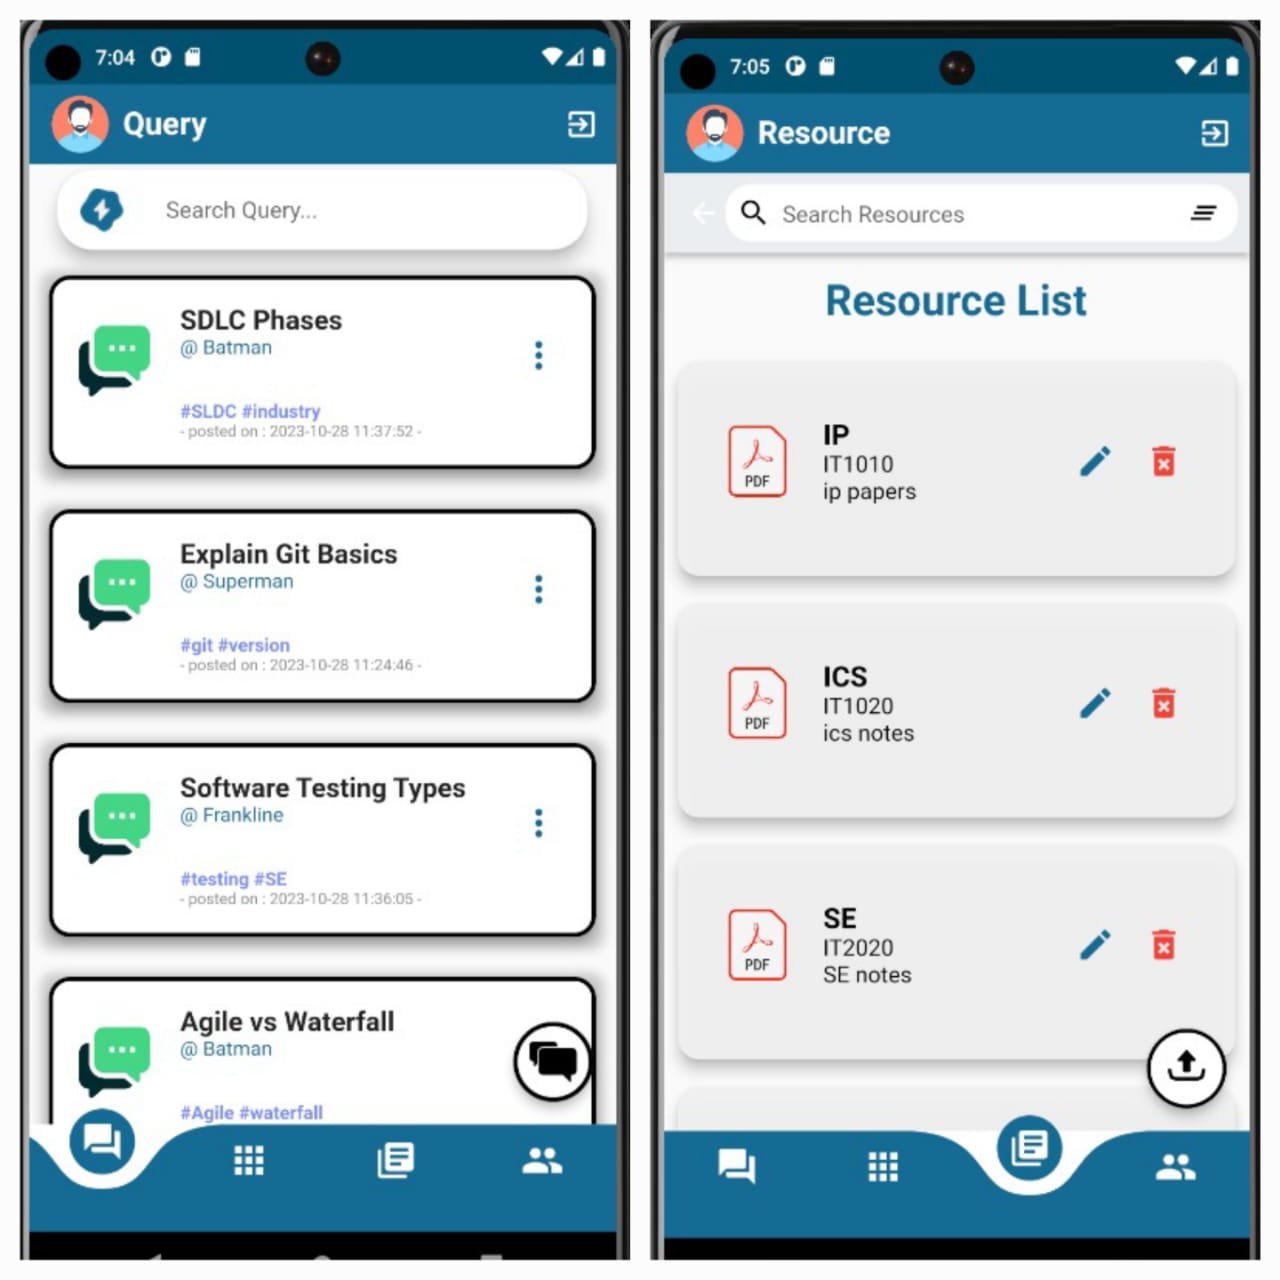 7:04
Query
Search Query...
SDLC Phases
@ Batman
#SLDC #industry
- posted on : 2023-10-28 11:37:52 -
Explain Git Basics
@ Superman
#git #version
- posted on : 2023-10-28 11:24:46 -
Software Testing Types
@ Frankline
#testing #SE
- posted on : 2023-10-28 11:36:05 -
Agile vs Waterfall
@ Batman
#Agile #waterfall
7:05
Resource
Search Resources
Resource List
PDF
IP
IT1010
ip papers
PDF
ICS
IT1020
ics notes
PDF
SE
IT2020
SE notes